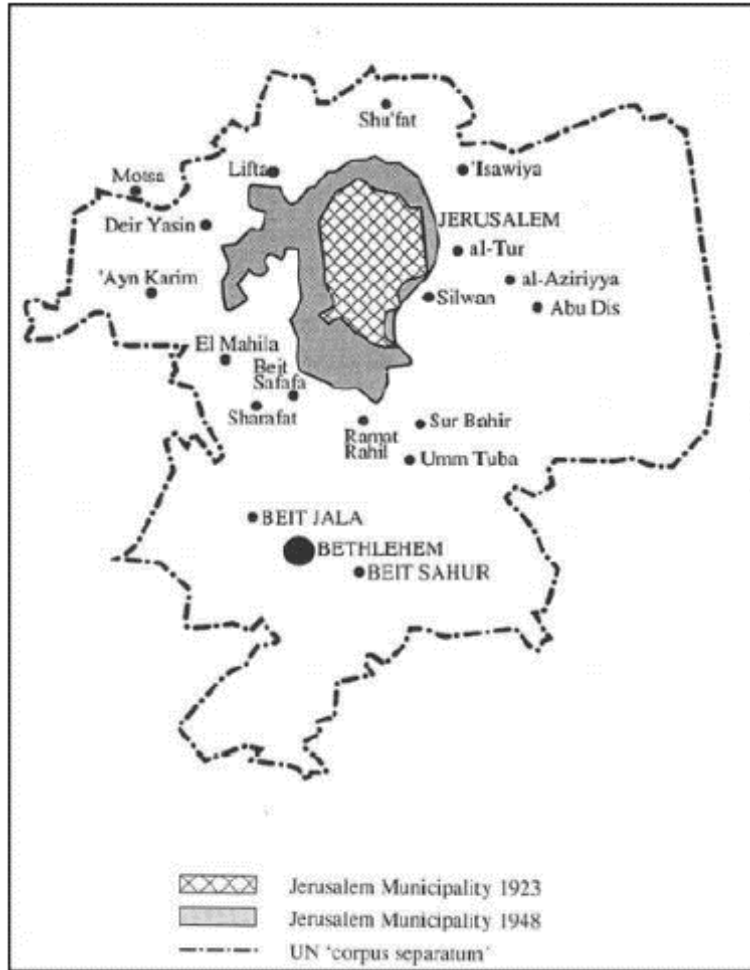 Shu'fat
Motsa
Lifta
'Isawiya
Deir Yasin
JERUSALEM
al-Tur
'Ayn Karim
al-Aziriyya
Silwan
Abu Dis
El Mahila
Beit
Safafa
Sharafat
Ramat
Rahil
Sur Bahir
Umm Tuba
BEIT JALA
BETHLEHEM
BEIT SAHUR
Jerusalem Municipality 1923
Jerusalem Municipality 1948
UN 'corpus separatum'